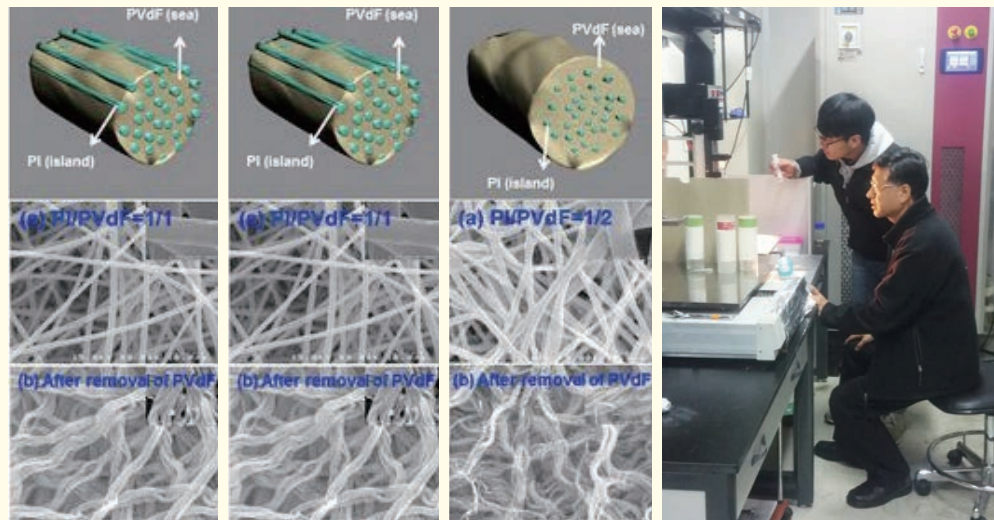 PVdF (sea)
PI (island)
(a) PI/PVdF=1/1
(b) After removal of PVdF
PVdF (sea)
PI (island)
(a) PI/PVdF=1/1
(b) After removal of PVdF
PVdF (sea)
PI (island)
(a) PI/PVdF=1/2
(b) After removal of PVdF